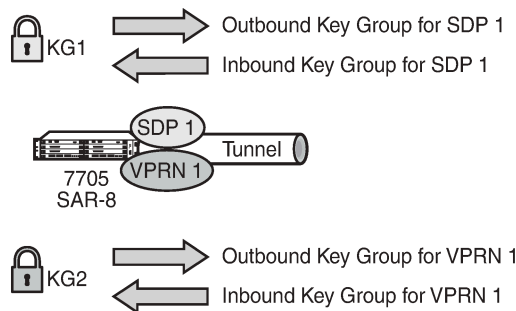 Outbound Key Group for SDP 1
KG1
Inbound Key Group for SDP 1
SDP 1
Tunnel
VPRN 1
7705
SAR-8
Outbound Key Group for VPRN 1
KG2
Inbound Key Group for VPRN 1